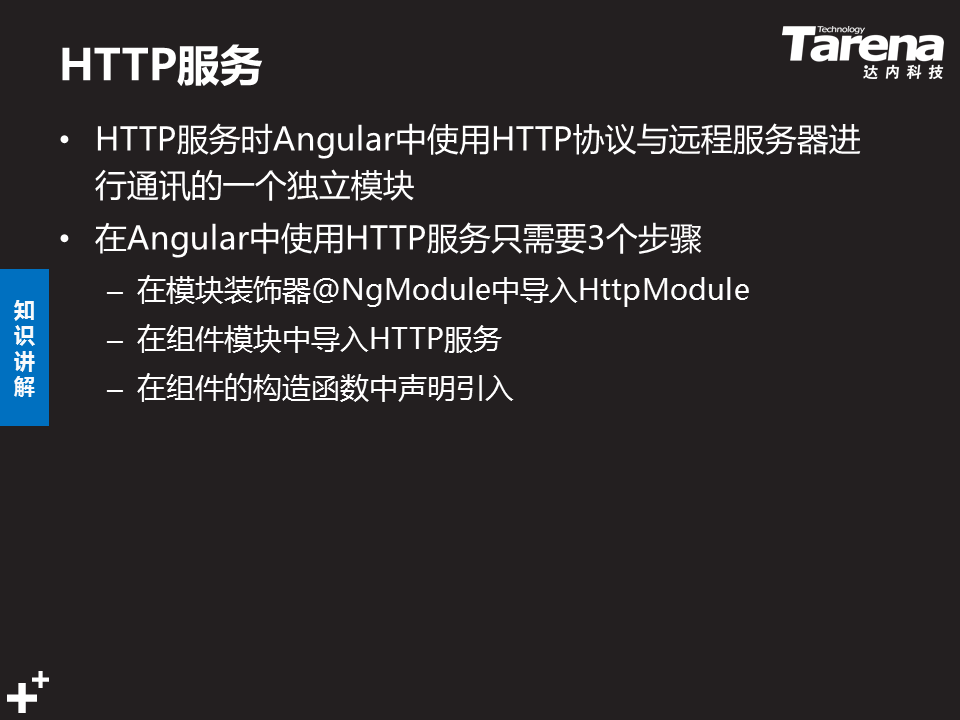 HTTP服务
Technology
Tarena
达内科技
• HTTP服务时Angular中使用HTTP协议与远程服务器进
行通讯的一个独立模块
• 在Angular中使用HTTP服务只需要3个步骤
– 在模块装饰器@NgModule中导入HttpModule
– 在组件模块中导入HTTP服务
– 在组件的构造函数中声明引入
知
识
讲
解